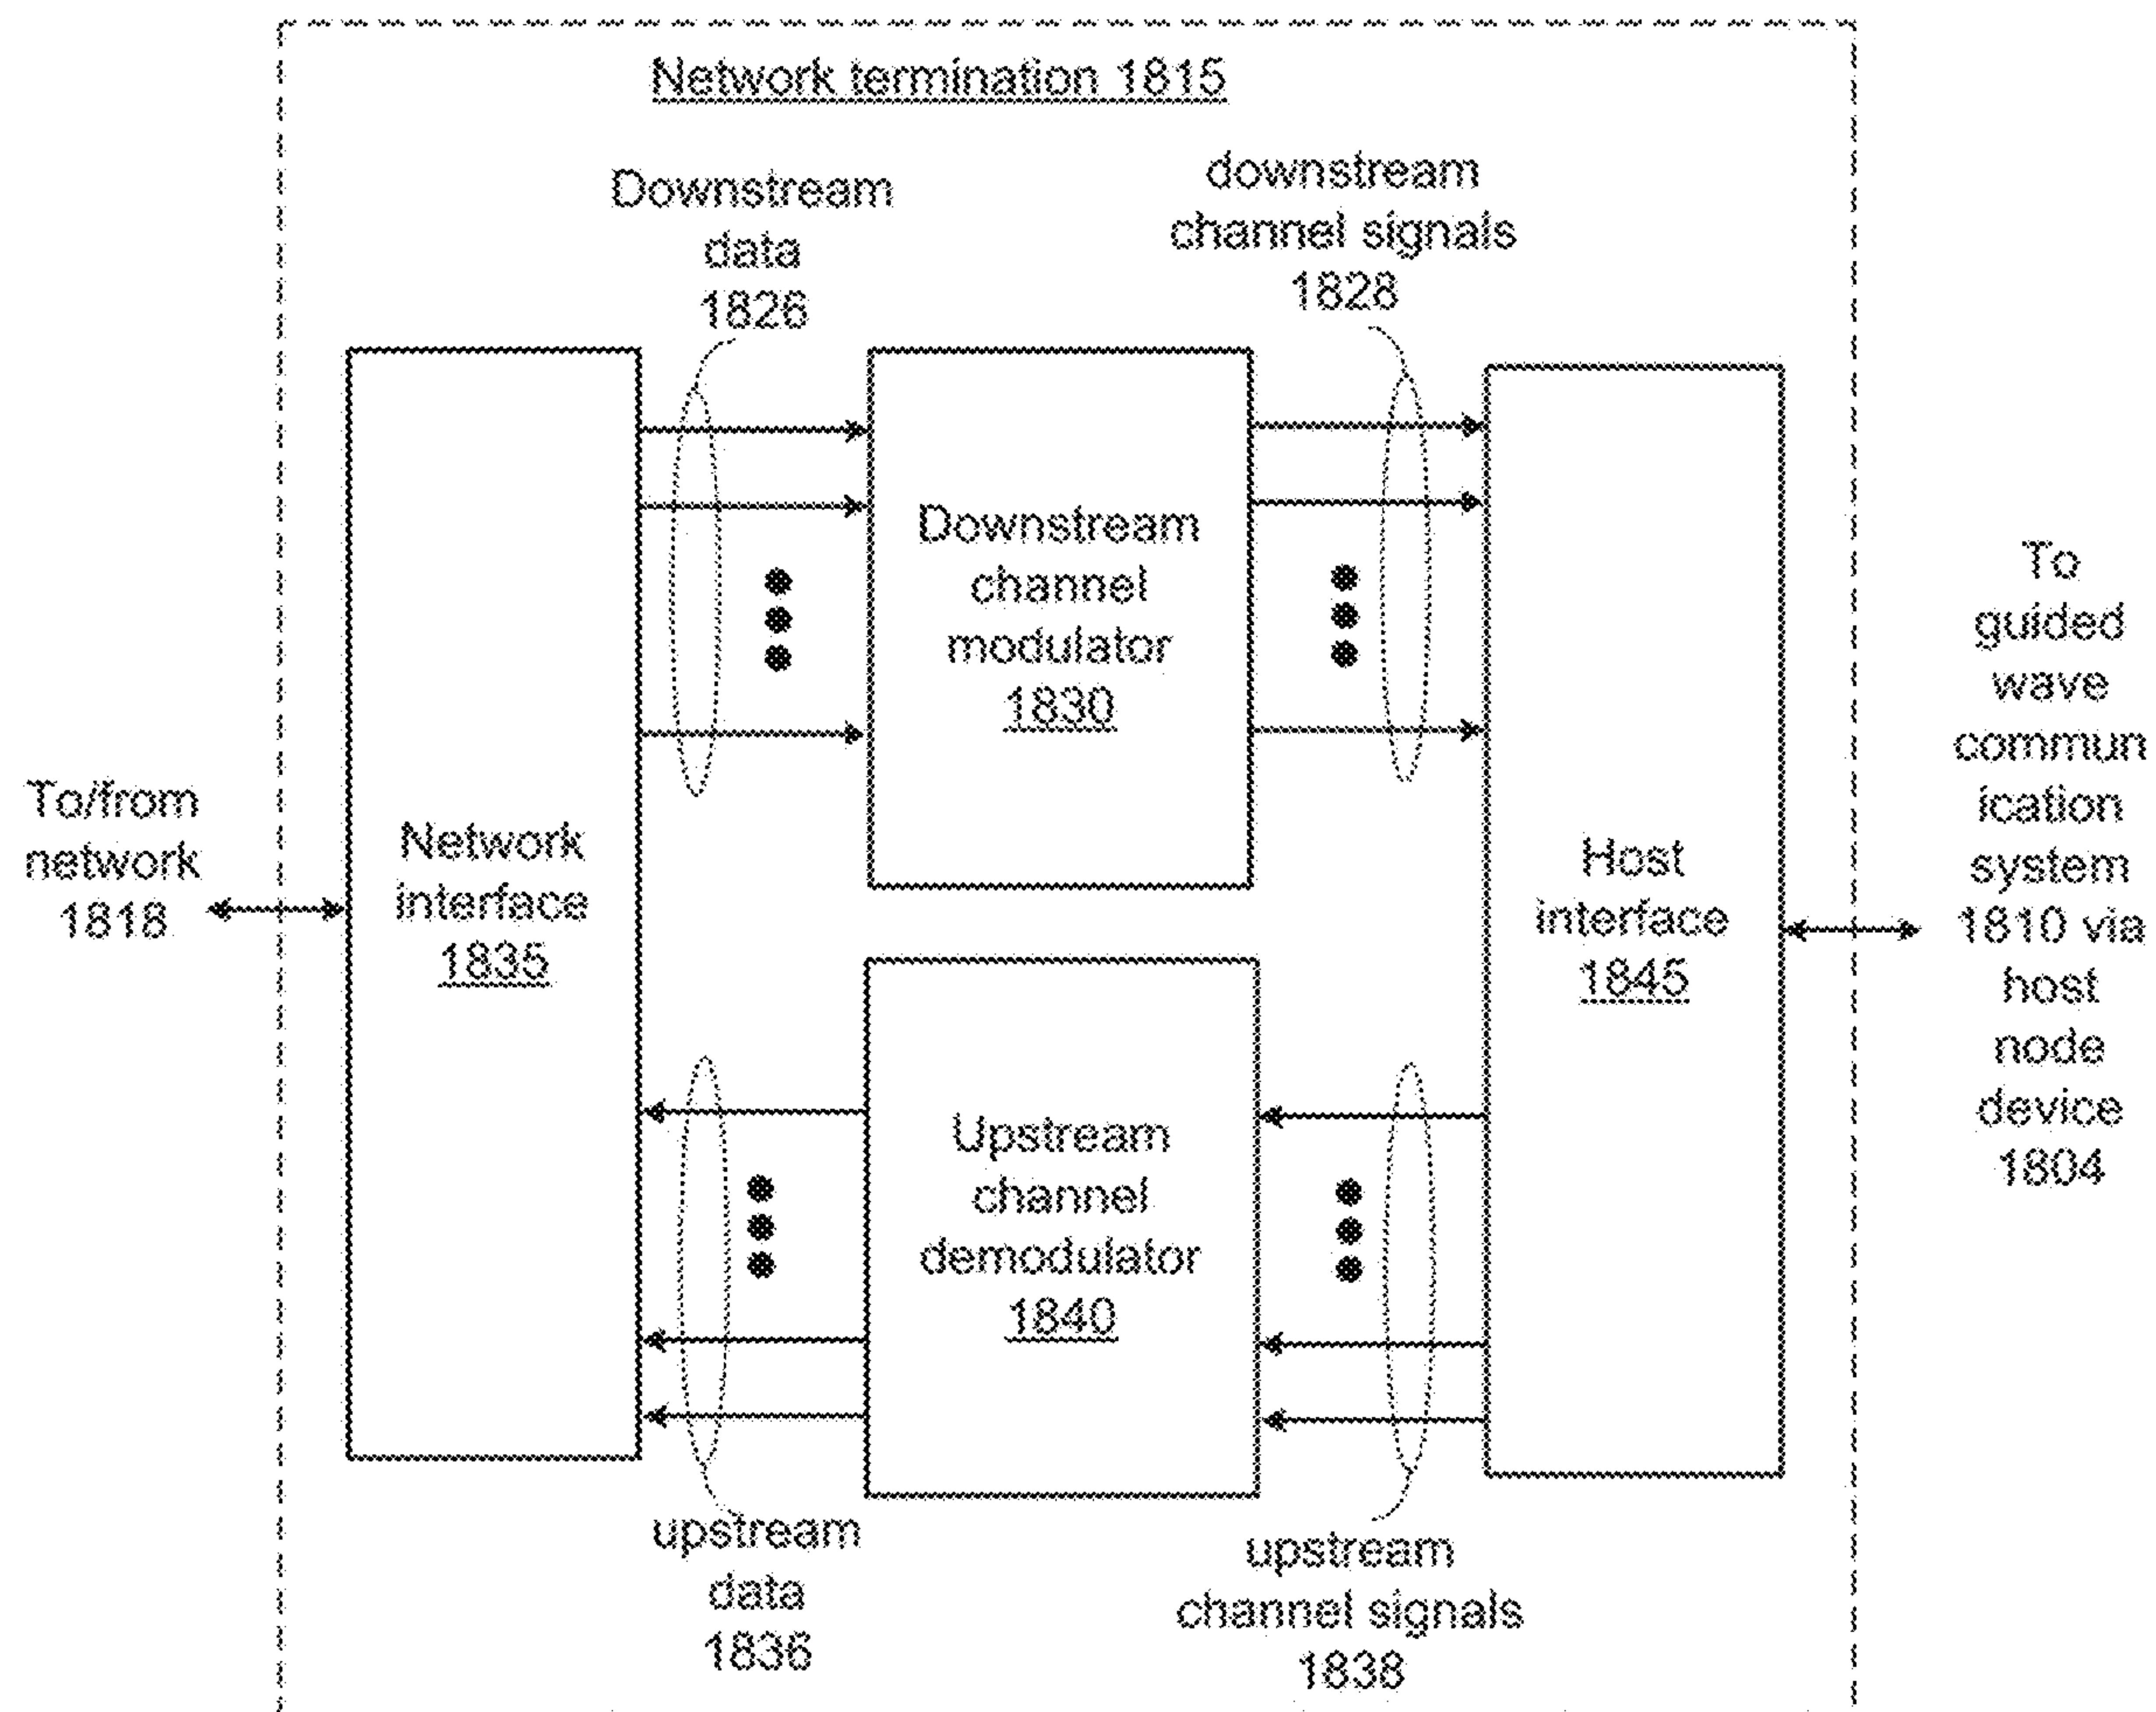 Network termination 1815
Downstream
data
1826
downstream
channel signals
1828
To/from
network
1818
Network
interface
1835
Downstream
channel
modulator
1830
Host
interface
1845
To
guided
wave
commun
ication
system
1810 via
host
node
device
1804
Upstream
channel
demodulator
1840
upstream
data
1836
upstream
channel signals
1838